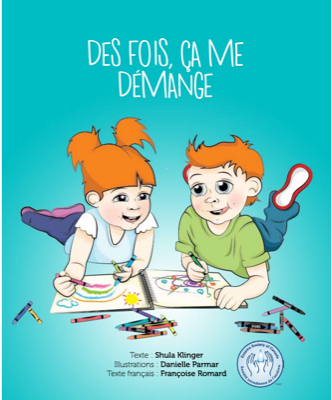 DES FOIS, ÇA ME
DÉMANGE
Texte : Shula Klinger
Illustrations : Danielle Parmar
Texte français : Françoise Romard